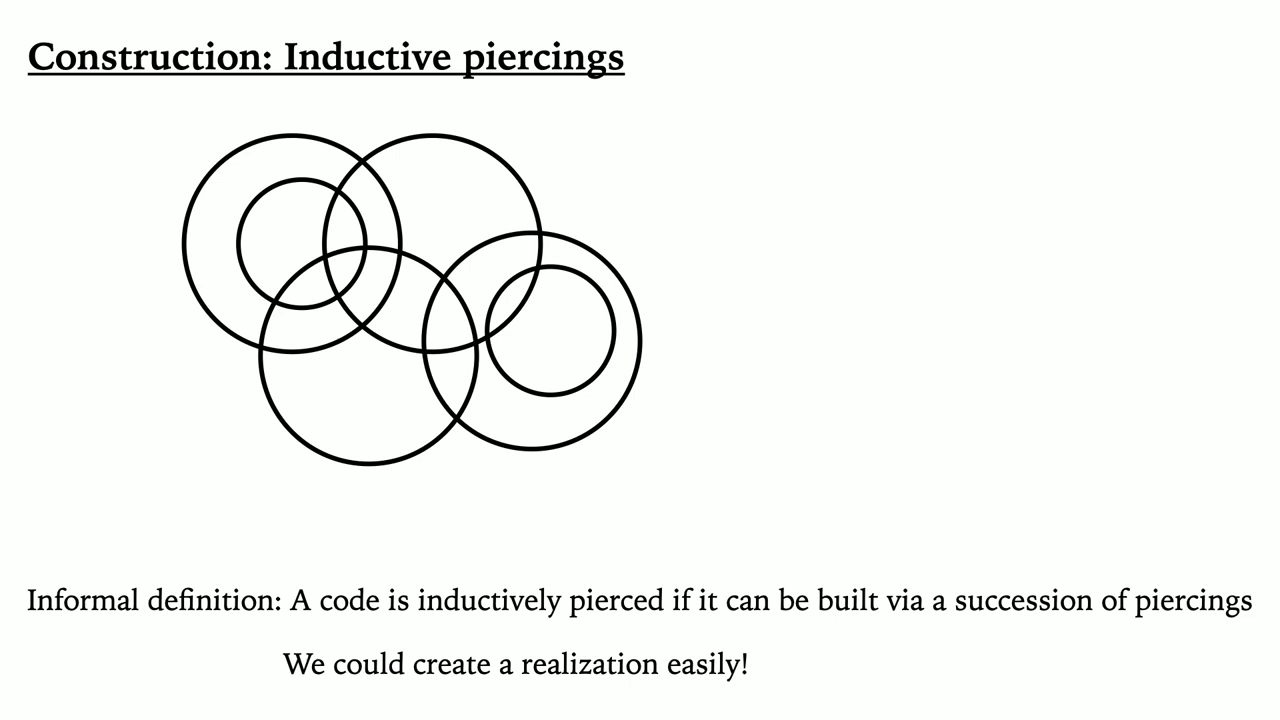 Construction: Inductive piercings
Informal definition: A code is inductively pierced if it can be built via a succession of piercings
We could create a realization easily!